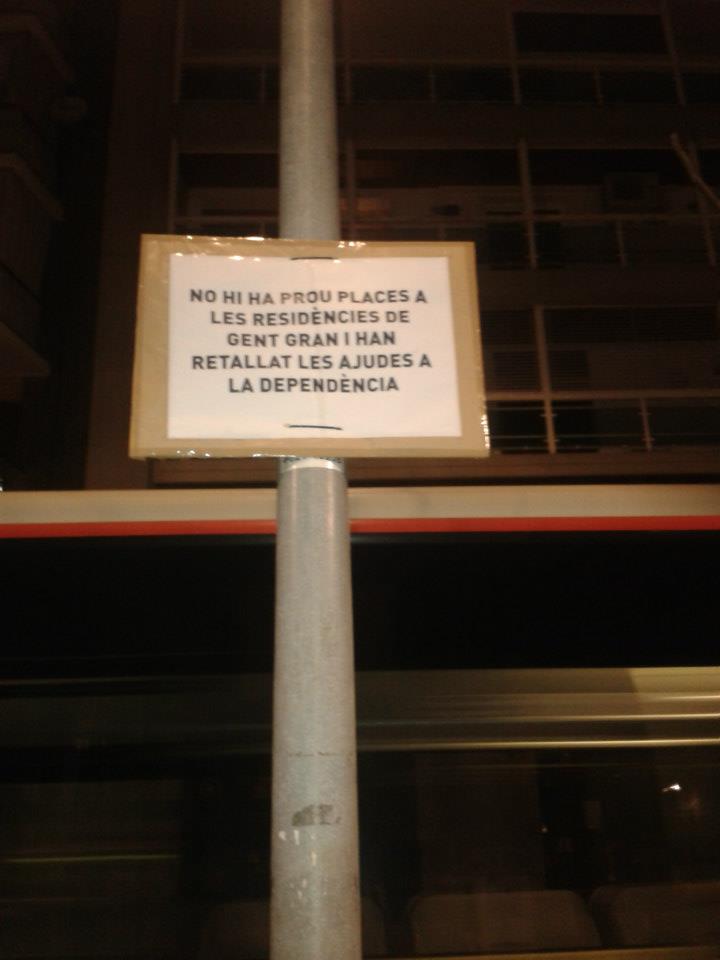 NO HI HA PROU PLACES A
LES RESIDÈNCIES DE
GENT GRAN I HAN
RETALLAT LES AJUDES A
LA DEPENDÈNCIA